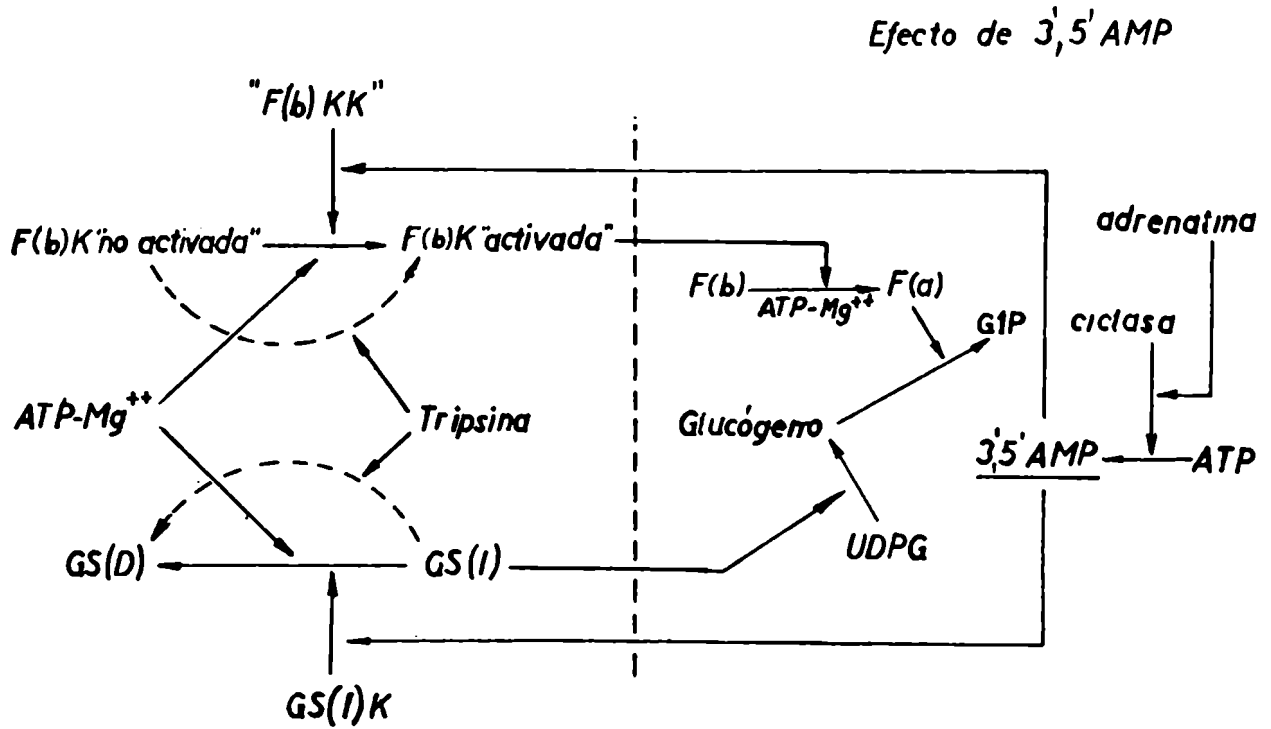 Efecto de 3',5' AMP
"F(b) KK"
adrenalina
F(b)K "no activada"
F(b)K "activada"
F(b)
ATP-Mg++
F(a)
G1P
ciclasa
ATP-Mg++
Tripsina
Glucógeno
3',5' AMP
ATP
GS(D)
GS(I)
UDPG
GS(I)K